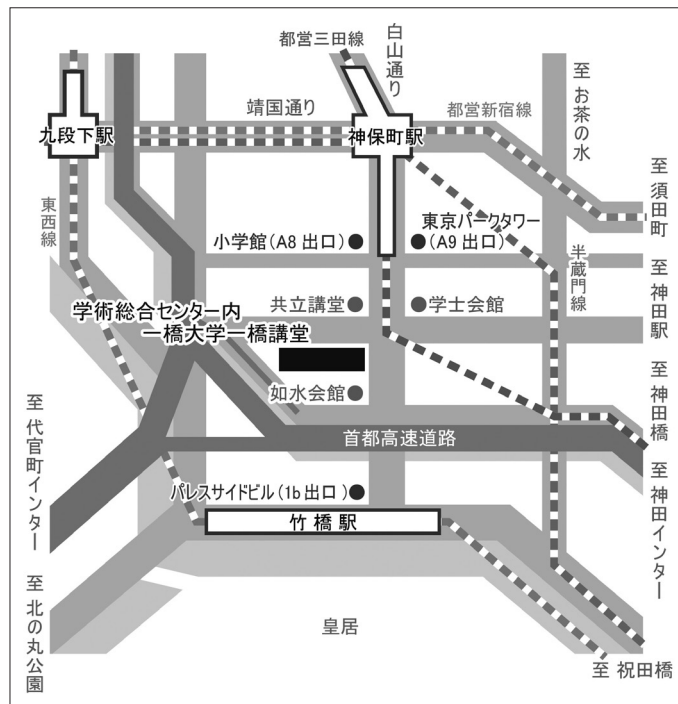 都営三田線
白山通り
至 お茶の水
靖国通り
都営新宿線
九段下駅
神保町駅
至 須田町
東西線
小学館(A8 出口)
東京パークタワー
(A9 出口)
半蔵門線
至 神田駅
共立講堂
学士会館
学術総合センター内
一橋大学一橋講堂
如水会館
至 神田橋
至 代官町インター
首都高速道路
至 神田インター
パレスサイドビル(1b 出口)
竹橋駅
至 北の丸公園
皇居
至 祝田橋